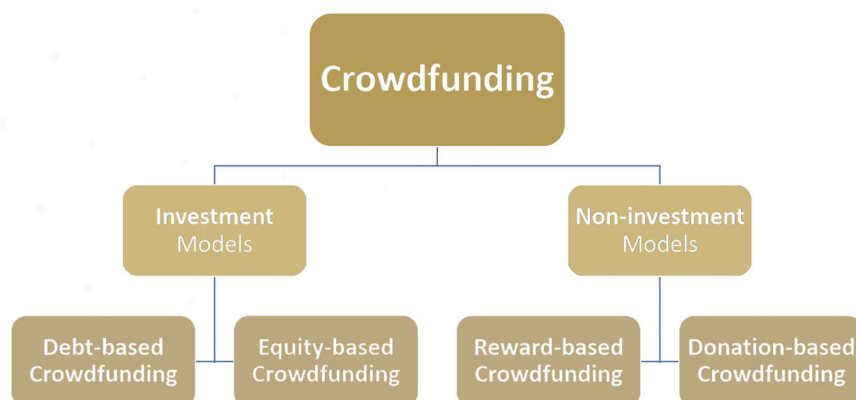 Crowdfunding
Investment
Models
Non-investment
Models
Debt-based
Crowdfunding
Equity-based
Crowdfunding
Reward-based
Crowdfunding
Donation-based
Crowdfunding